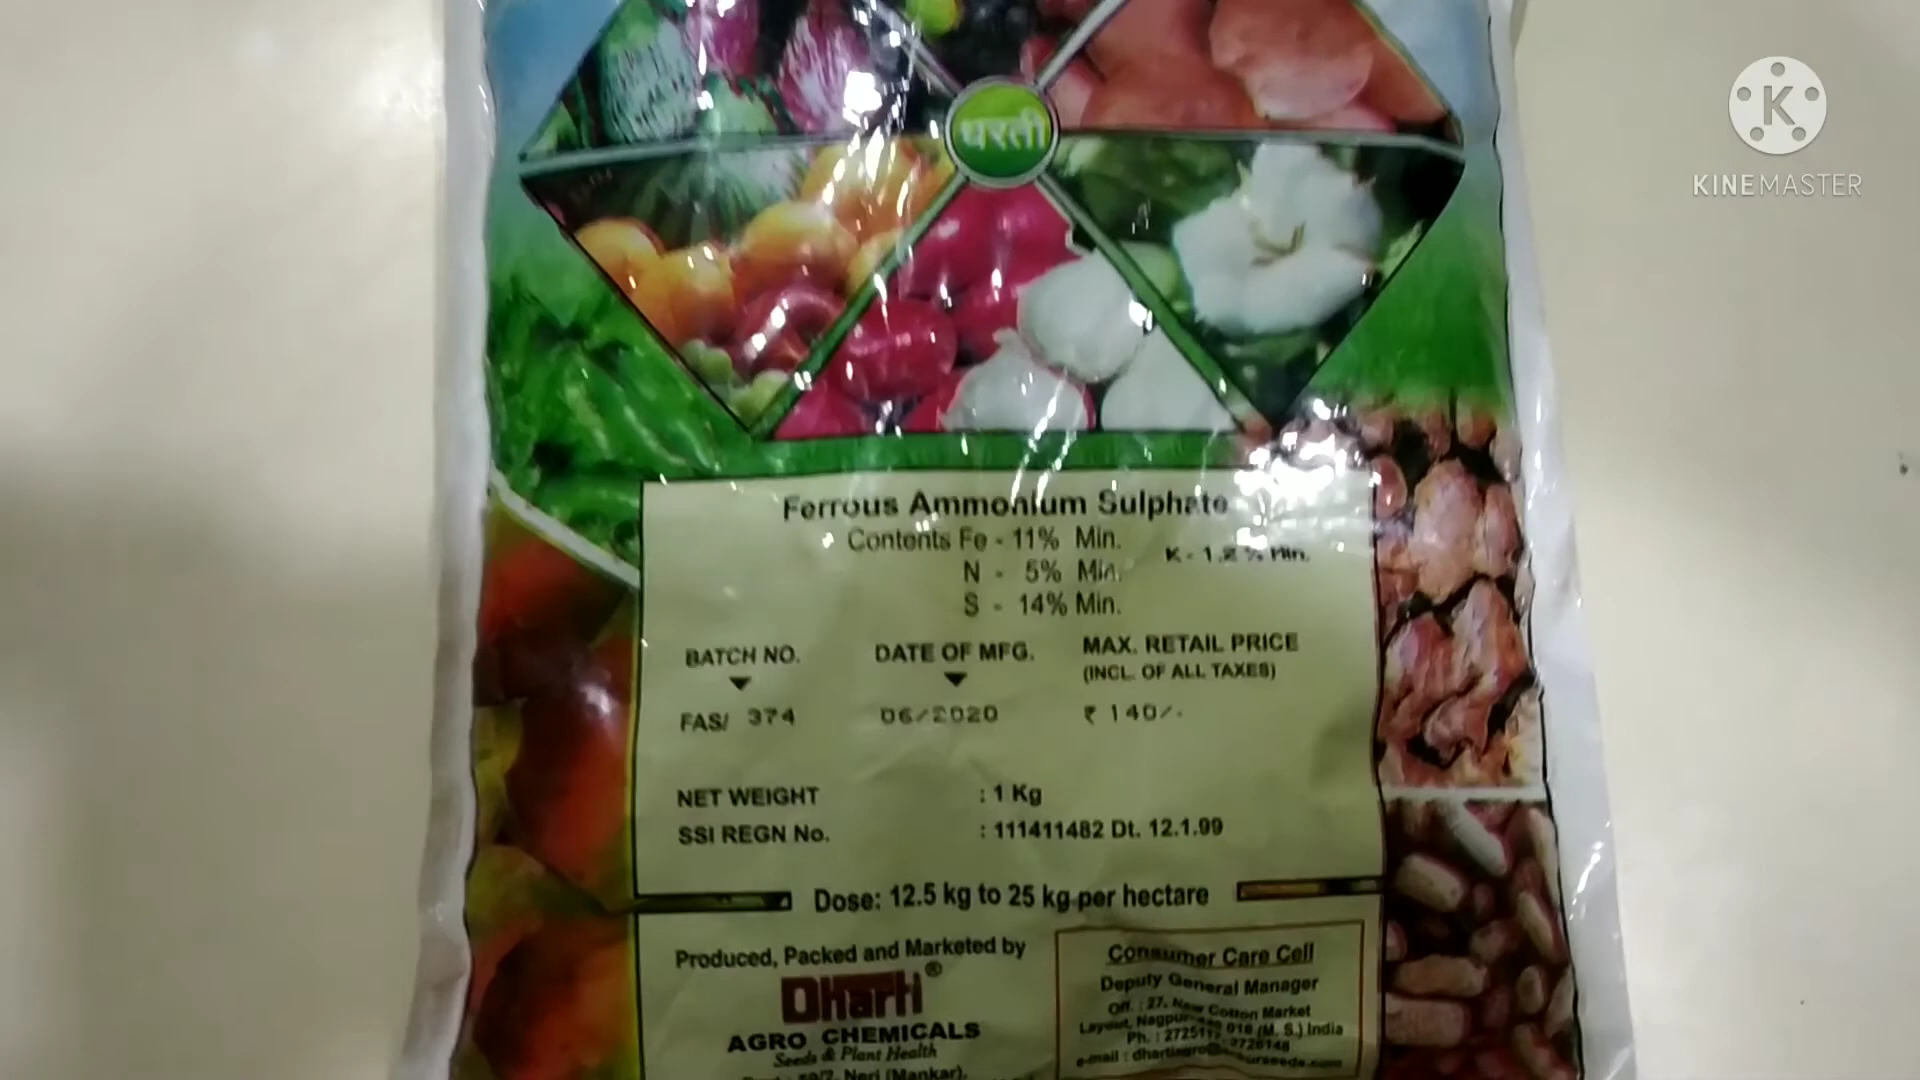 धरती
KINEMASTER
Ferrous Ammonium Sulphate
Contents Fe - 11% Min.
K - 1.2 % Min.
N - 5% Min.
S - 14% Min.
BATCH NO. DATE OF MFG. MAX. RETAIL PRICE
(INCL. OF ALL TAXES)
FAS/ 374 06/2020 ₹ 140/-
NET WEIGHT : 1 Kg
SSI REGN No. : 111411482 Dt. 12.1.99
Dose: 12.5 kg to 25 kg per hectare
Produced, Packed and Marketed by
Dharti®
AGRO CHEMICALS
Seeds & Plant Health
Neri (Mankar),
Consumer Care Cell
Deputy General Manager
Off. : 27, New Cotton Market
Layout, Nagpur 018 (M. S.) India
Ph. :
e-mail :